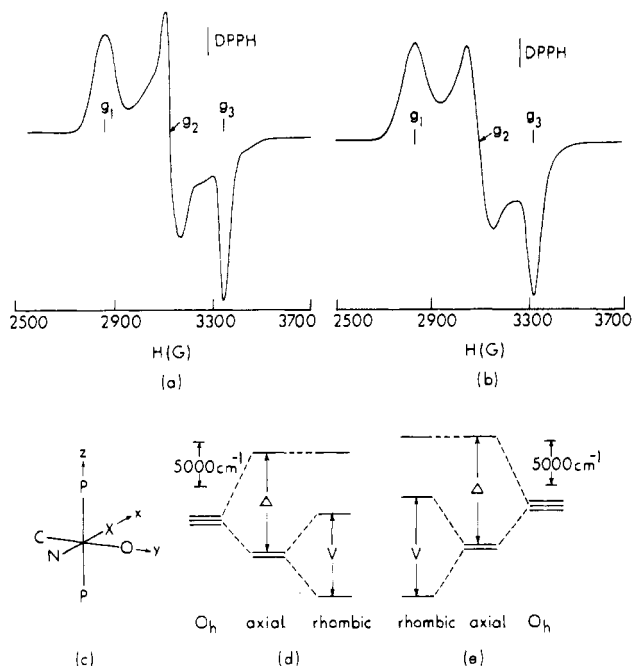 DPPH
g1
g2
g3
2500 2900 3300 3700
H(G)
(a)
DPPH
g1
g2
g3
2500 2900 3300 3700
H(G)
(b)
z
P
C
X
x
N
O
y
P
(c)
5000cm⁻¹
Δ
V
Oh axial rhombic
(d)
5000cm⁻¹
Δ
V
rhombic axial Oh
(e)